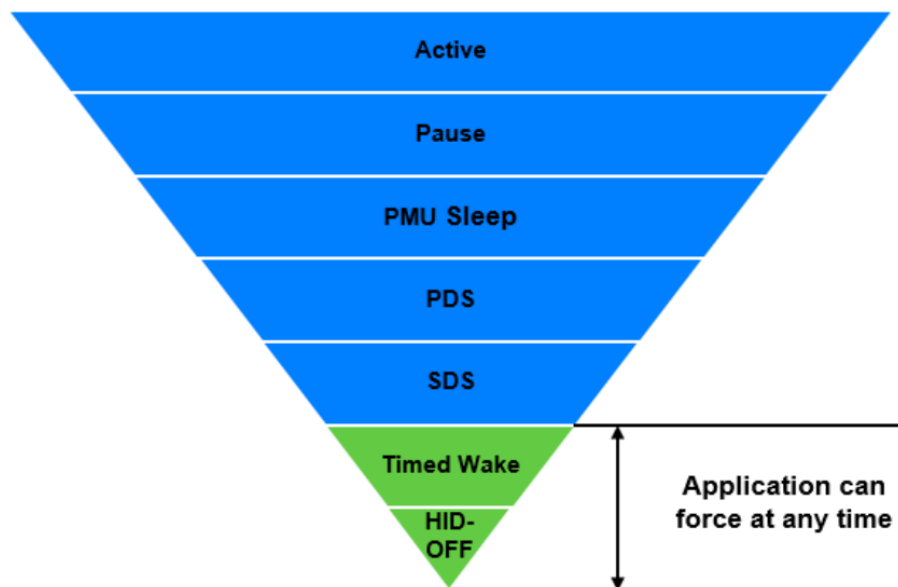 Active
Pause
PMU Sleep
PDS
SDS
Timed Wake
HID-
OFF
Application can
force at any time